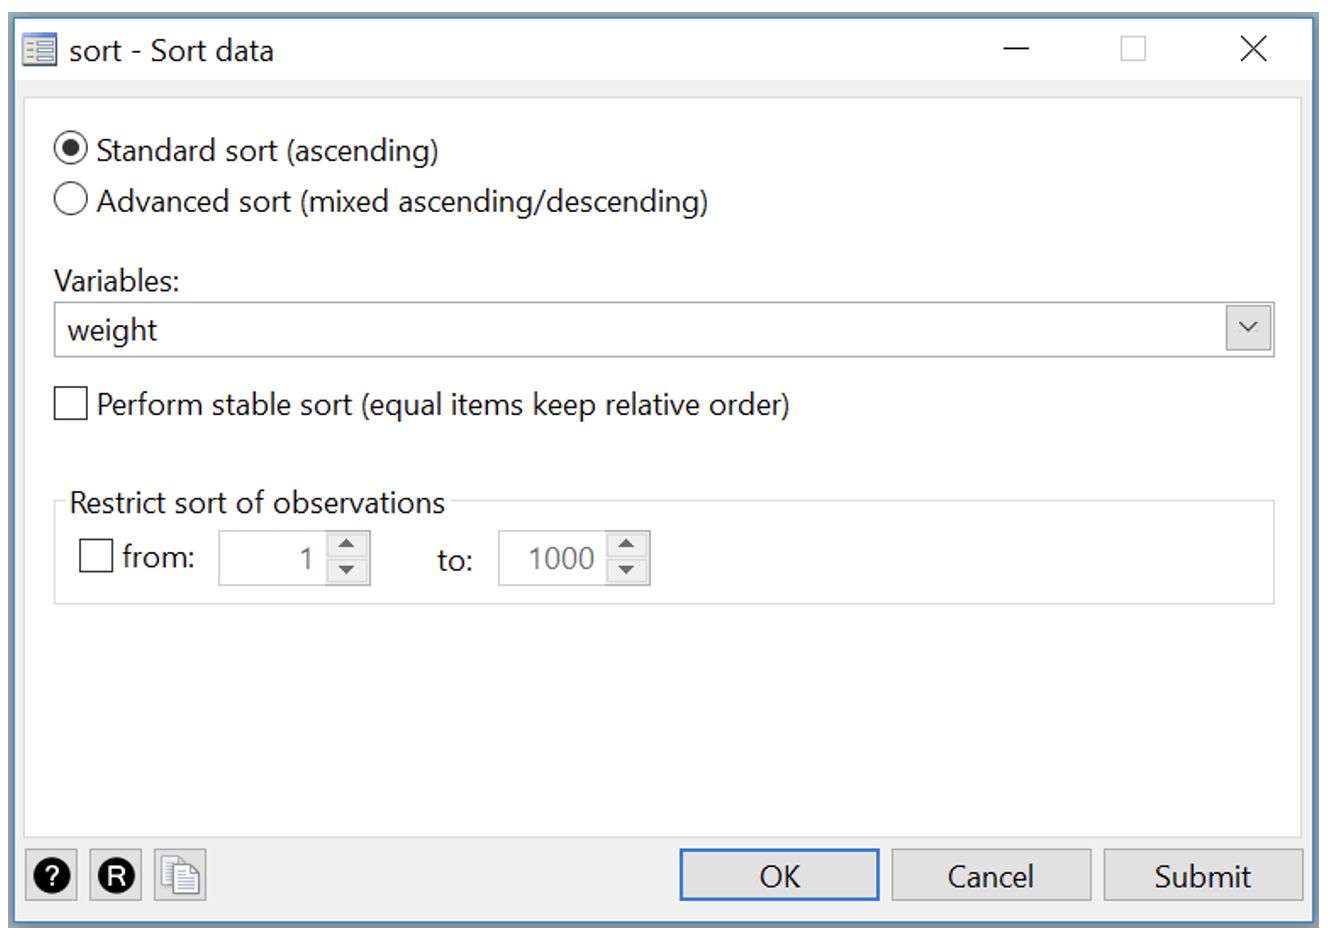 sort - Sort data
Standard sort (ascending)
Advanced sort (mixed ascending/descending)
Variables:
weight
Perform stable sort (equal items keep relative order)
Restrict sort of observations
from: 1 to: 1000
? R OK Cancel Submit